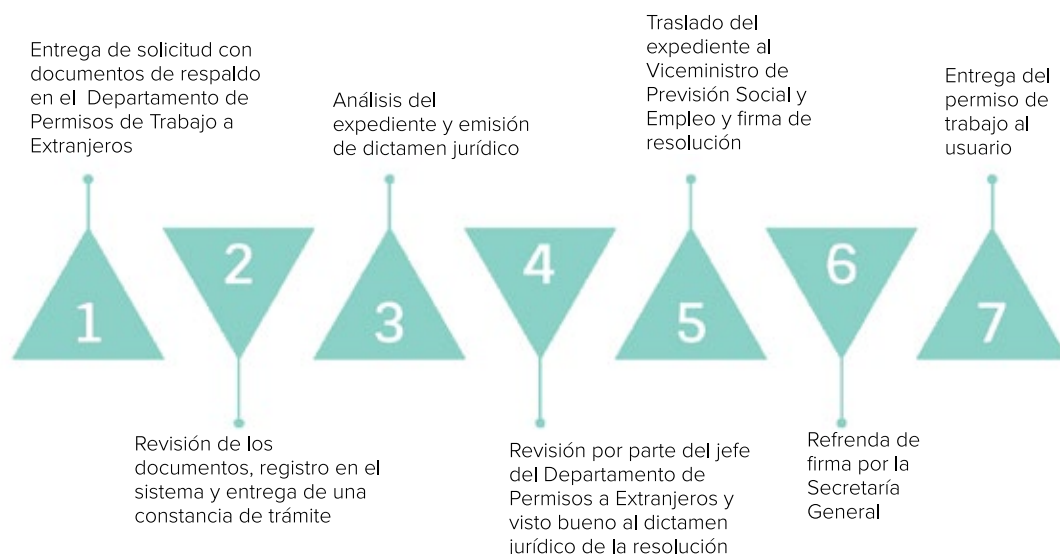 Entrega de solicitud con
documentos de respaldo
en el Departamento de
Permisos de Trabajo a
Extranjeros
1
2
Revisión de los
documentos, registro en el
sistema y entrega de una
constancia de trámite
Análisis del
expediente y emisión
de dictamen jurídico
3
4
Revisión por parte del jefe
del Departamento de
Permisos a Extranjeros y
visto bueno al dictamen
jurídico de la resolución
Traslado del
expediente al
Viceministro de
Previsión Social y
Empleo y firma de
resolución
5
6
Refrenda de
firma por la
Secretaría
General
Entrega del
permiso de
trabajo al
usuario
7